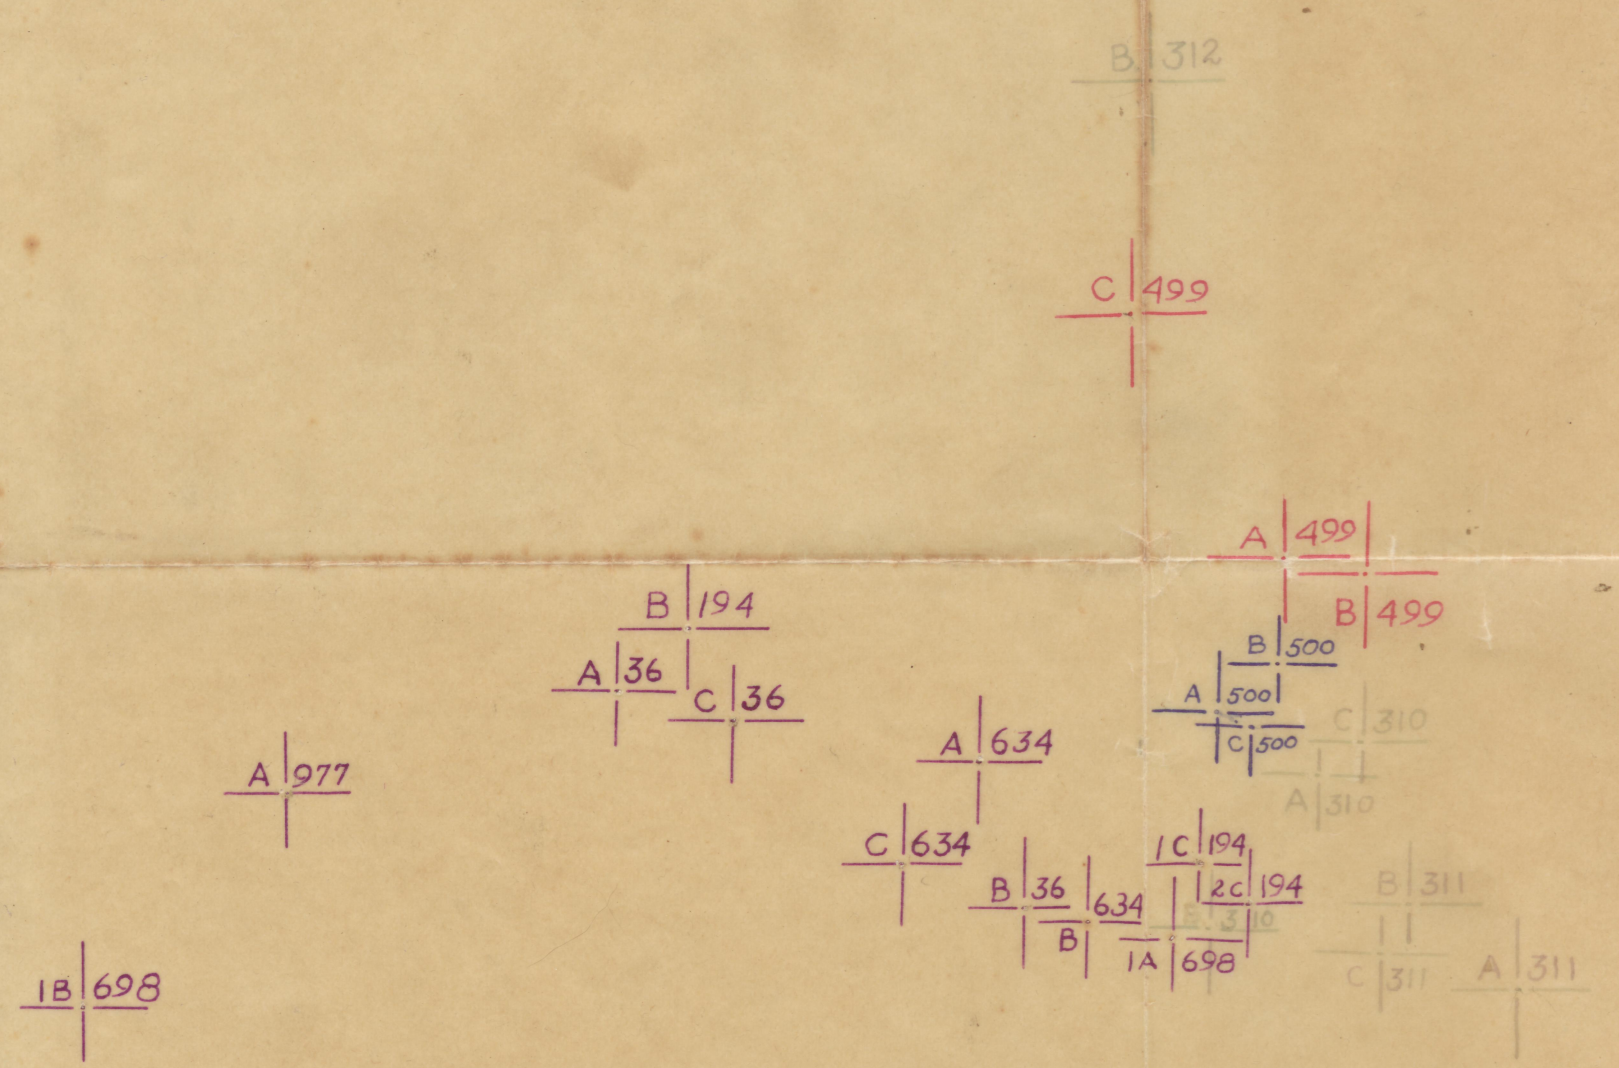 B 312
C 499
A 499
B 499
B 194
B 500
A 36
C 36
A 500
C 310
A 634
C 500
A 977
A 310
C 634
1C 194
B 36
2C 194
B 311
634
B
B 310
1A 698
C 311
A 311
1B 698